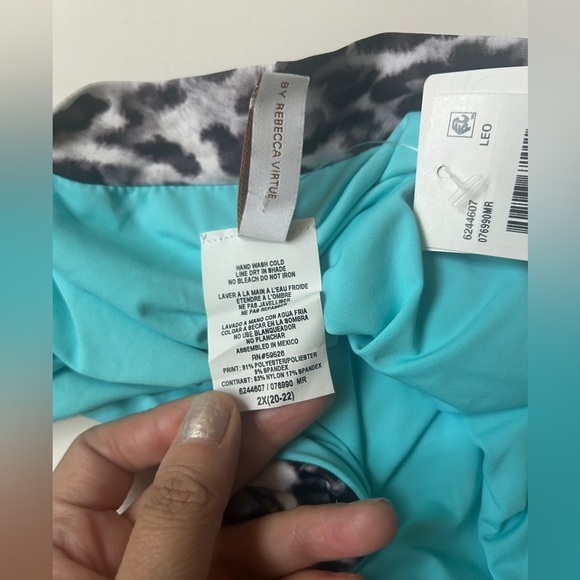 BY REBECCA VIRTUE
HAND WASH COLD
LINE DRY IN SHADE
NO BLEACH DO NOT IRON
LAVER A LA MAIN A L'EAU FROIDE
ETENDRE A L'OMBRE
NE PAS JAVELLISER
NE PAS REPASSER
LAVADO A MANO CON AGUA FRIA
COLGAR A SECAR EN LA SOMBRA
NO USE BLANQUEADOR
NO PLANCHAR
ASSEMBLED IN MEXICO
RN#59526
PRINT: 91% POLYESTER/POLIESTER
9% SPANDEX
CONTRAST: 83% NYLON 17% SPANDEX
6244607 / 076990 MR
2X(20-22)
LEO
6244607
076990MR